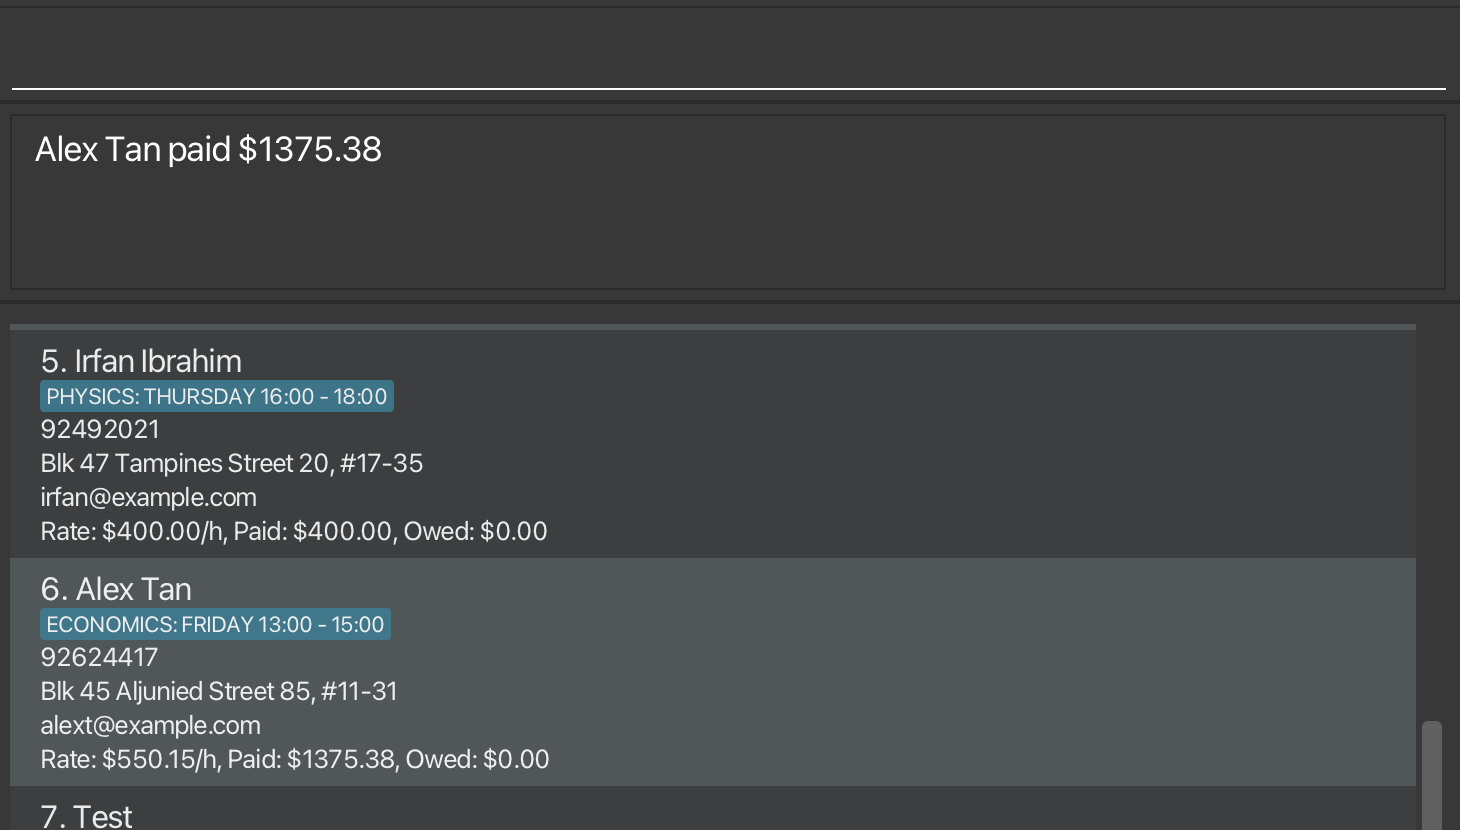 Alex Tan paid $1375.38
5. Irfan Ibrahim
PHYSICS: THURSDAY 16:00 - 18:00
92492021
Blk 47 Tampines Street 20, #17-35
irfan@example.com
Rate: $400.00/h, Paid: $400.00, Owed: $0.00
6. Alex Tan
ECONOMICS: FRIDAY 13:00 - 15:00
92624417
Blk 45 Aljunied Street 85, #11-31
alext@example.com
Rate: $550.15/h, Paid: $1375.38, Owed: $0.00
7. Test